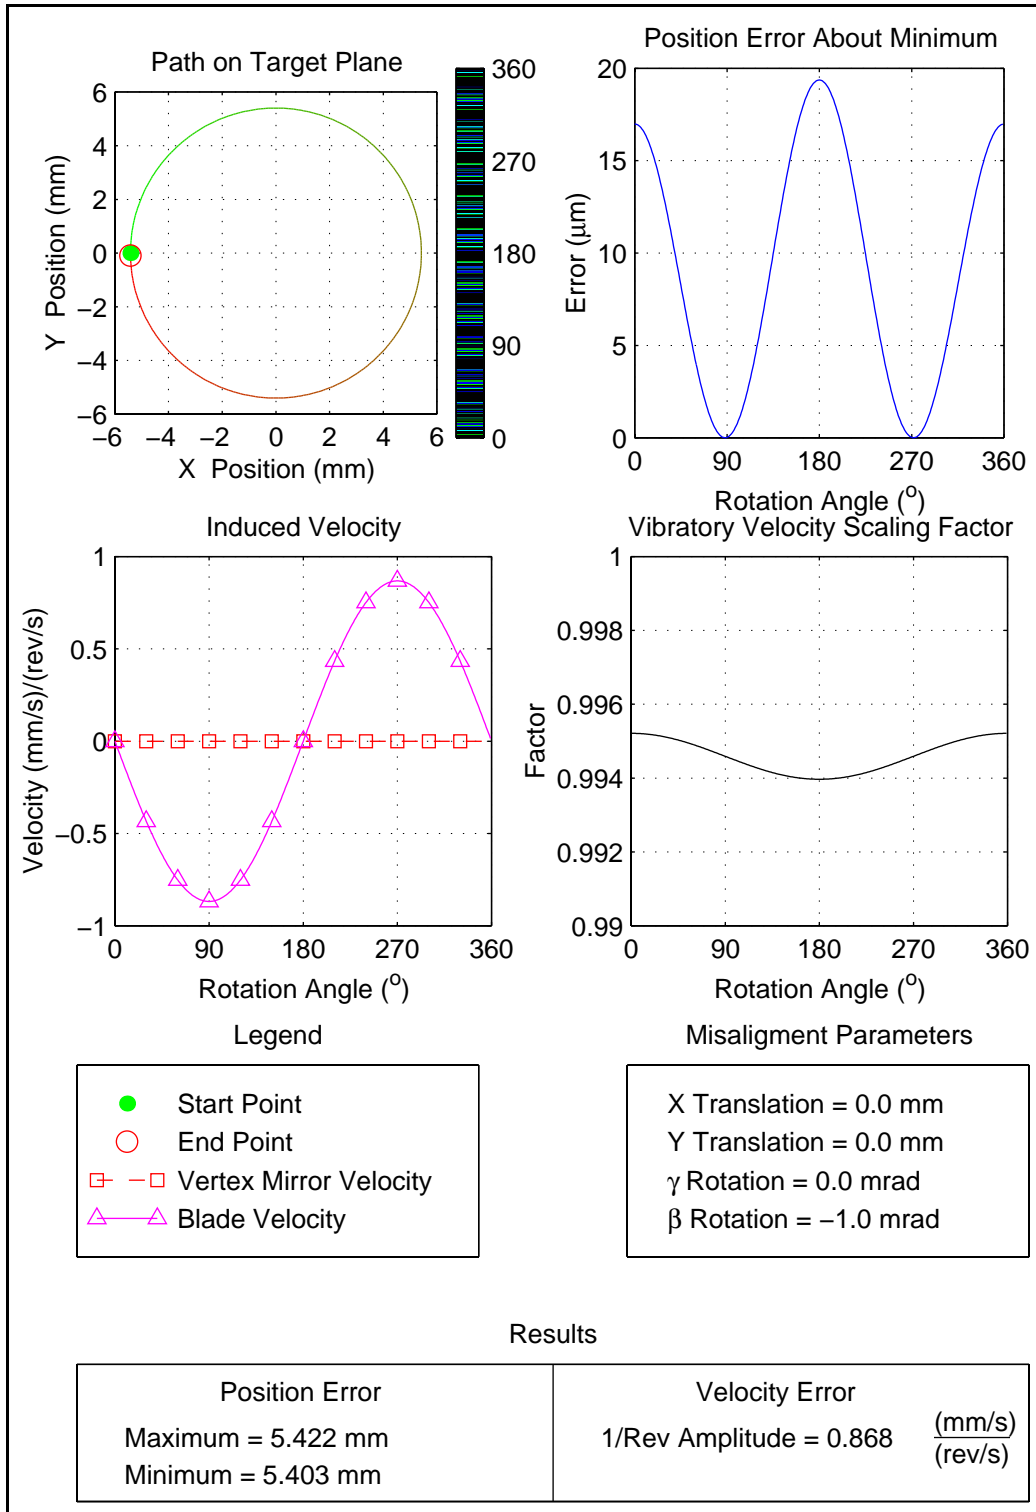 Path on Target Plane
Y Position (mm)
6
4
2
0
−2
−4
−6
−6 −4 −2 0 2 4 6
X Position (mm)
360
270
180
90
0
Position Error About Minimum
Error (μm)
20
15
10
5
0
0 90 180 270 360
Rotation Angle (o)
Induced Velocity
Velocity (mm/s)/(rev/s)
1
0.5
0
−0.5
−1
0 90 180 270 360
Rotation Angle (o)
Vibratory Velocity Scaling Factor
Factor
1
0.998
0.996
0.994
0.992
0.99
0 90 180 270 360
Rotation Angle (o)
Legend
Start Point
End Point
Vertex Mirror Velocity
Blade Velocity
Misaligment Parameters
X Translation = 0.0 mm
Y Translation = 0.0 mm
γ Rotation = 0.0 mrad
β Rotation = −1.0 mrad
Results
Position Error
Maximum = 5.422 mm
Minimum = 5.403 mm
Velocity Error
1/Rev Amplitude = 0.868 (mm/s)
(rev/s)